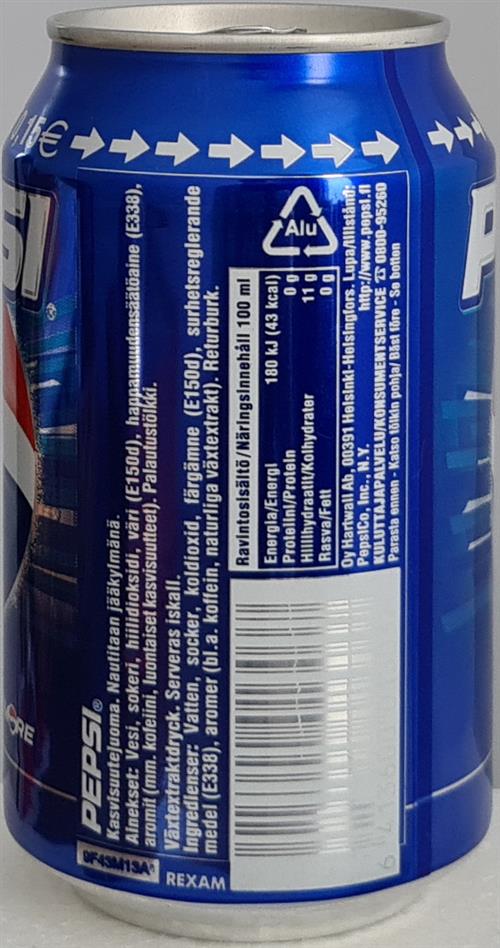 15€
SI®
P
PEPSI®
Kasvisuutejuoma. Nautitaan jääkylmänä.
Ainekset: Vesi, sokeri, hiilidioksidi, väri (E150d), happamuudensäätöaine (E338),
aromit (mm. kofeiini, luontaiset kasvisuutteet). Palautustölkki.
Växtextraktdryck. Serveras iskall.
Ingredienser: Vatten, socker, koldioxid, färgämne (E150d), surhetsreglerande
medel (E338), aromer (bl.a. koffein, naturliga växtextrakt). Returburk.
Alu
Ravintosisältö/Näringsinnehåll 100 ml
Energia/Energi 180 kJ (43 kcal)
Proteiini/Protein 0 g
Hiilihydraatit/Kolhydrater 11 g
Rasva/Fett 0 g
Oy Hartwall Ab, 00391 Helsinki-Helsingfors. Lupa/tillstånd:
PepsiCo, Inc., N.Y. http://www.pepsi.fi
KULUTTAJAPALVELU/KONSUMENTSERVICE ☎ 0800-95260
Parasta ennen - Katso tölkin pohja/ Bäst före - Se botten
9F43M13A®
REXAM